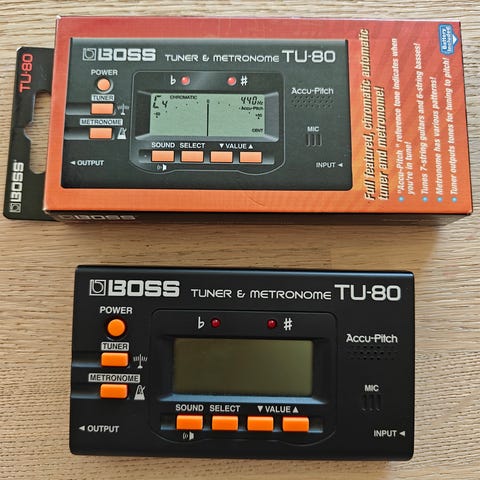 BOSS TUNER & METRONOME TU-80
POWER
♭ ♯
TUNER
METRONOME
CHROMATIC
C4
440Hz
Accu-Pitch
CENT
Accu-Pitch
MIC
SOUND SELECT ▼ VALUE ▲
◄ OUTPUT
INPUT ◄
TU-80
BOSS
BOSS
Battery Included!
Full featured, chromatic automatic
tuner and metronome!
• "Accu-Pitch" reference tone indicates when
you're in tune!
• Tunes 7-string guitars and 6-string basses!
• Metronome has various patterns!
• Tuner outputs tones for tuning to pitch!
BOSS TUNER & METRONOME TU-80
POWER
♭ ♯
TUNER
METRONOME
Accu-Pitch
MIC
SOUND SELECT ▼ VALUE ▲
◄ OUTPUT
INPUT ◄